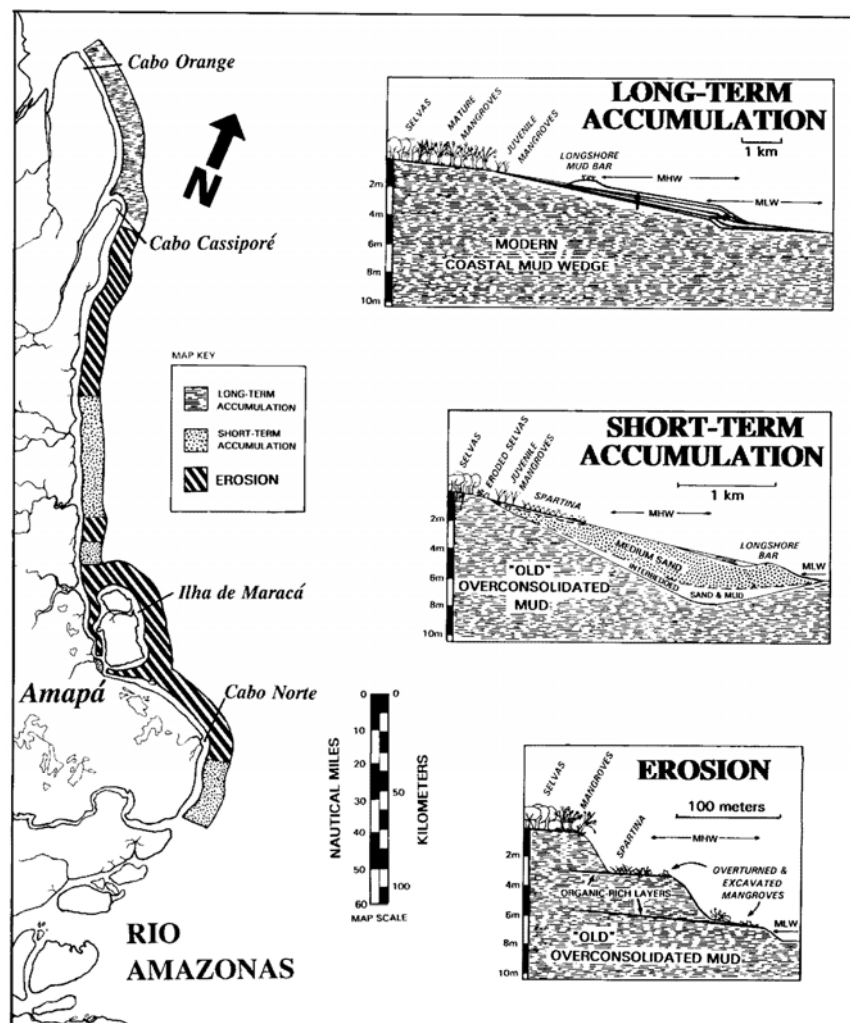 Cabo Orange
N
Cabo Cassiporé
MAP KEY
LONG-TERM
ACCUMULATION
SHORT-TERM
ACCUMULATION
EROSION
Ilha de Maracá
Amapá
Cabo Norte
RIO
AMAZONAS
NAUTICAL MILES
KILOMETERS
0
10
20
30
40
50
60
0
50
100
MAP SCALE
LONG-TERM
ACCUMULATION
1 km
SELVAS
MATURE
MANGROVES
JUVENILE
MANGROVES
LONGSHORE
MUD BAR
MHW
MLW
2m
4m
6m
8m
10m
MODERN
COASTAL MUD WEDGE
SHORT-TERM
ACCUMULATION
1 km
SELVAS
ERODED SELVAS
JUVENILE
MANGROVES
SPARTINA
MHW
LONGSHORE
BAR
MLW
2m
4m
6m
8m
10m
MEDIUM SAND
INTERBEDDED
SAND & MUD
"OLD"
OVERCONSOLIDATED
MUD
EROSION
100 meters
SELVAS
MANGROVES
SPARTINA
MHW
OVERTURNED &
EXCAVATED
MANGROVES
MLW
2m
4m
6m
8m
10m
ORGANIC-RICH LAYERS
"OLD"
OVERCONSOLIDATED MUD